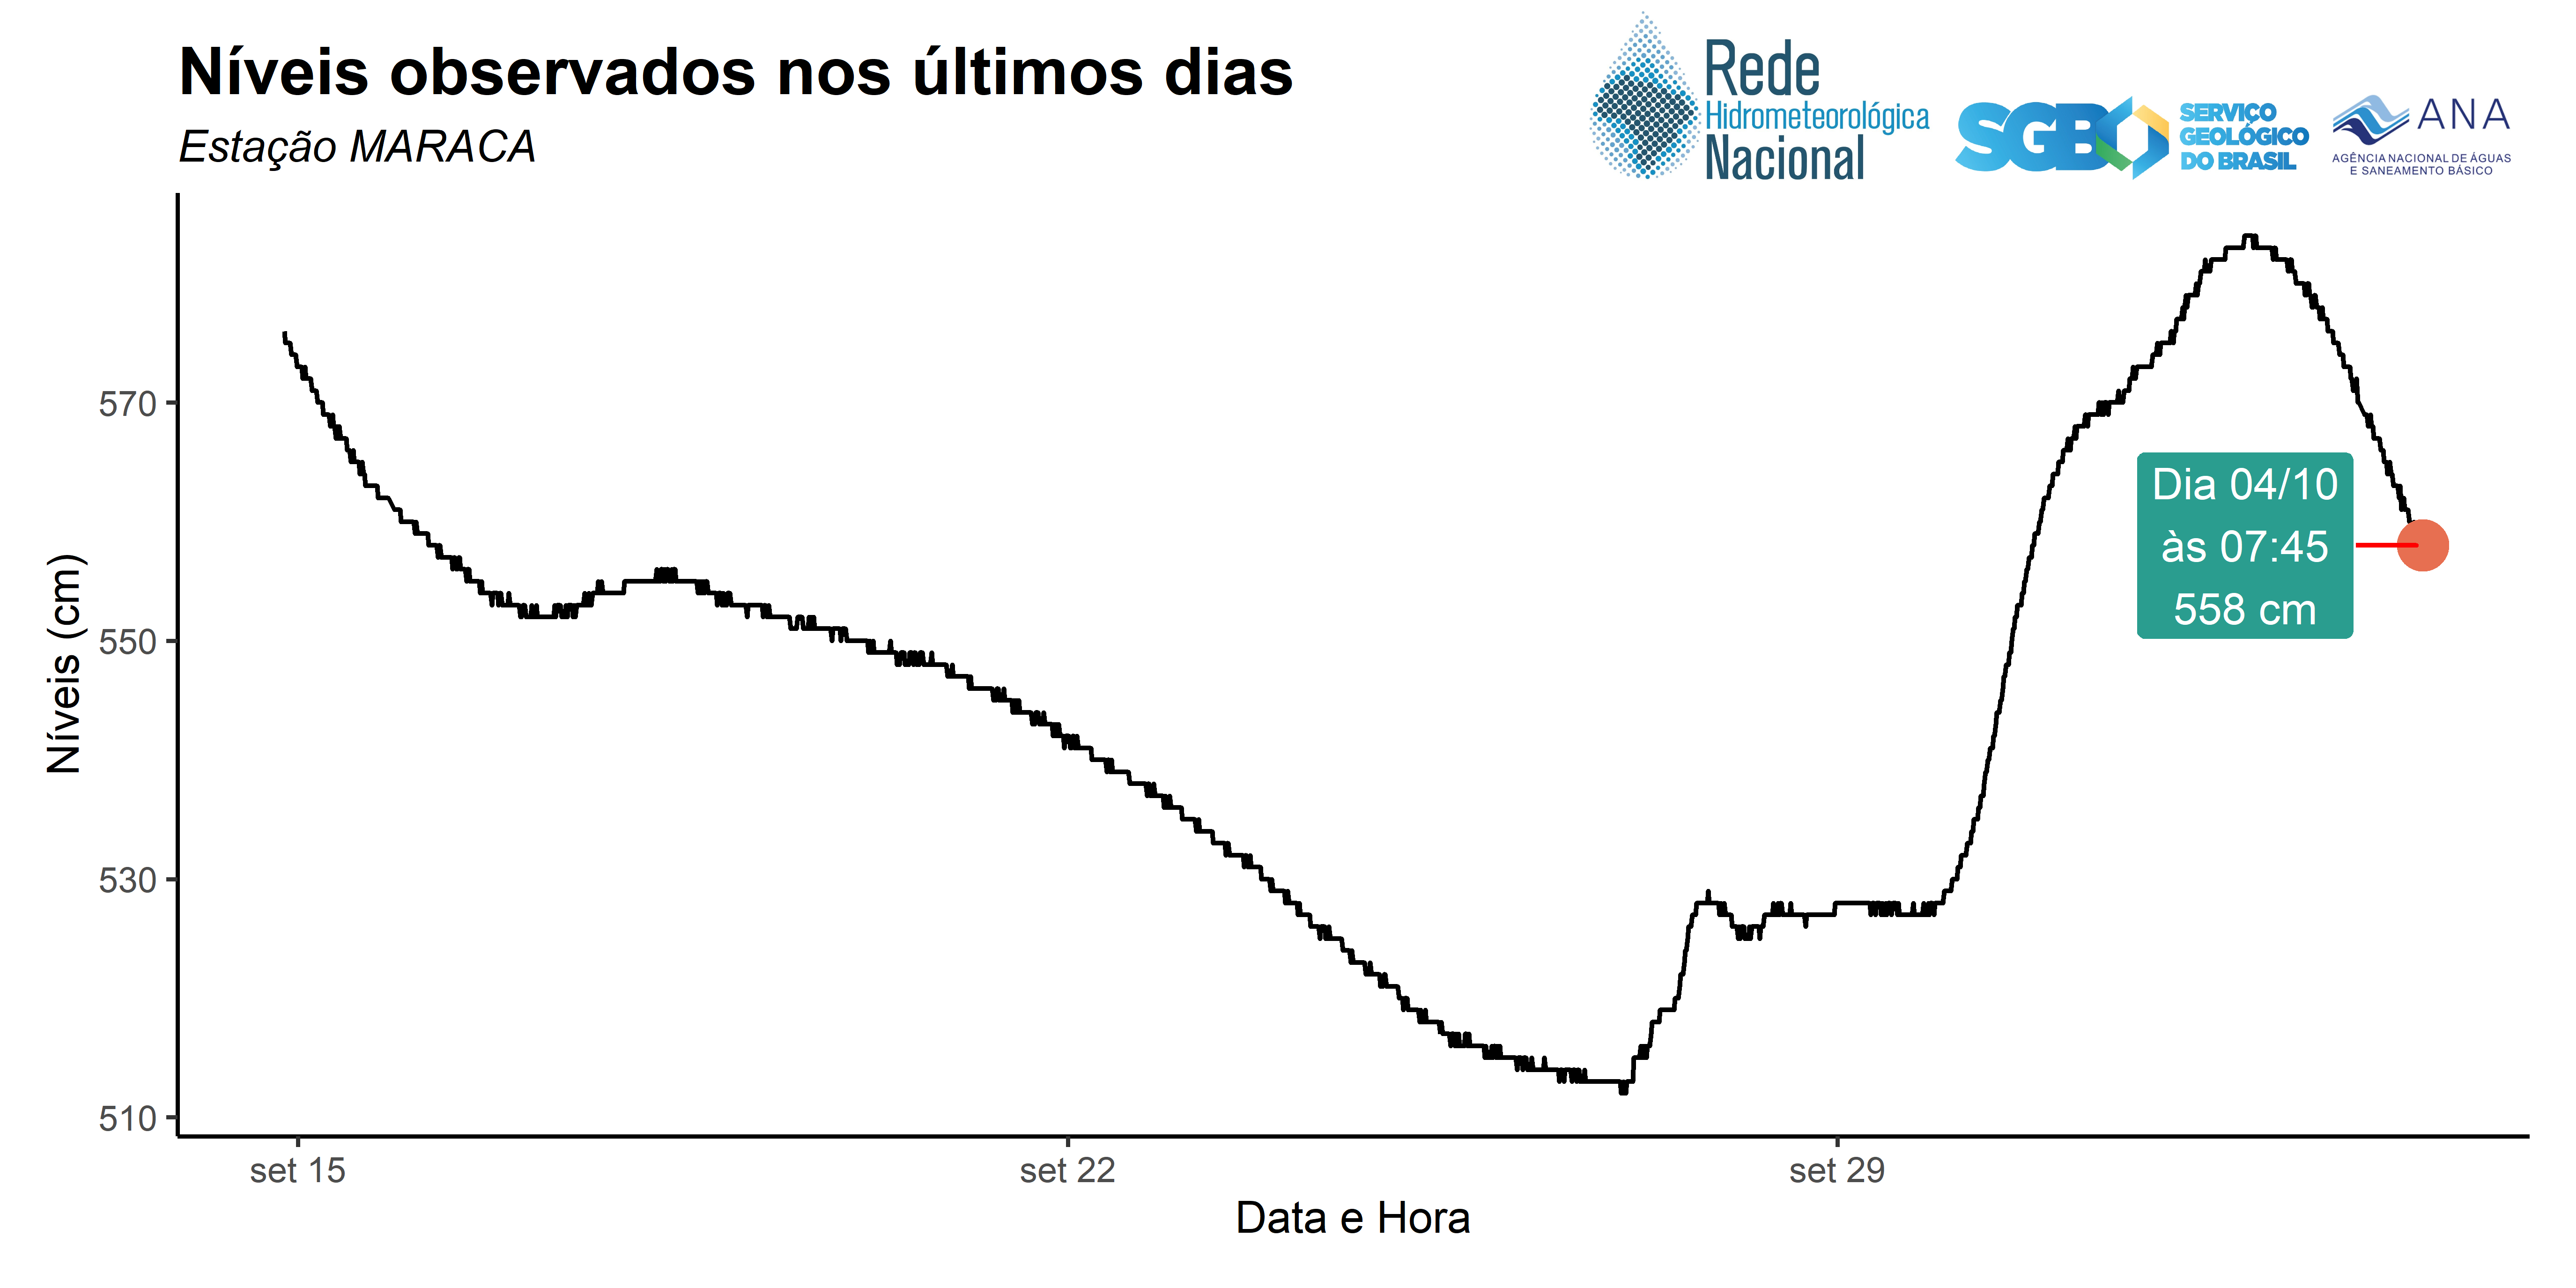 Níveis observados nos últimos dias
Estação MARACA
Rede
Hidrometeorológica
Nacional
SGB
SERVIÇO
GEOLÓGICO
DO BRASIL
ANA
AGÊNCIA NACIONAL DE ÁGUAS
E SANEAMENTO BÁSICO
Níveis (cm)
570
550
530
510
Dia 04/10
às 07:45
558 cm
set 15
set 22
set 29
Data e Hora